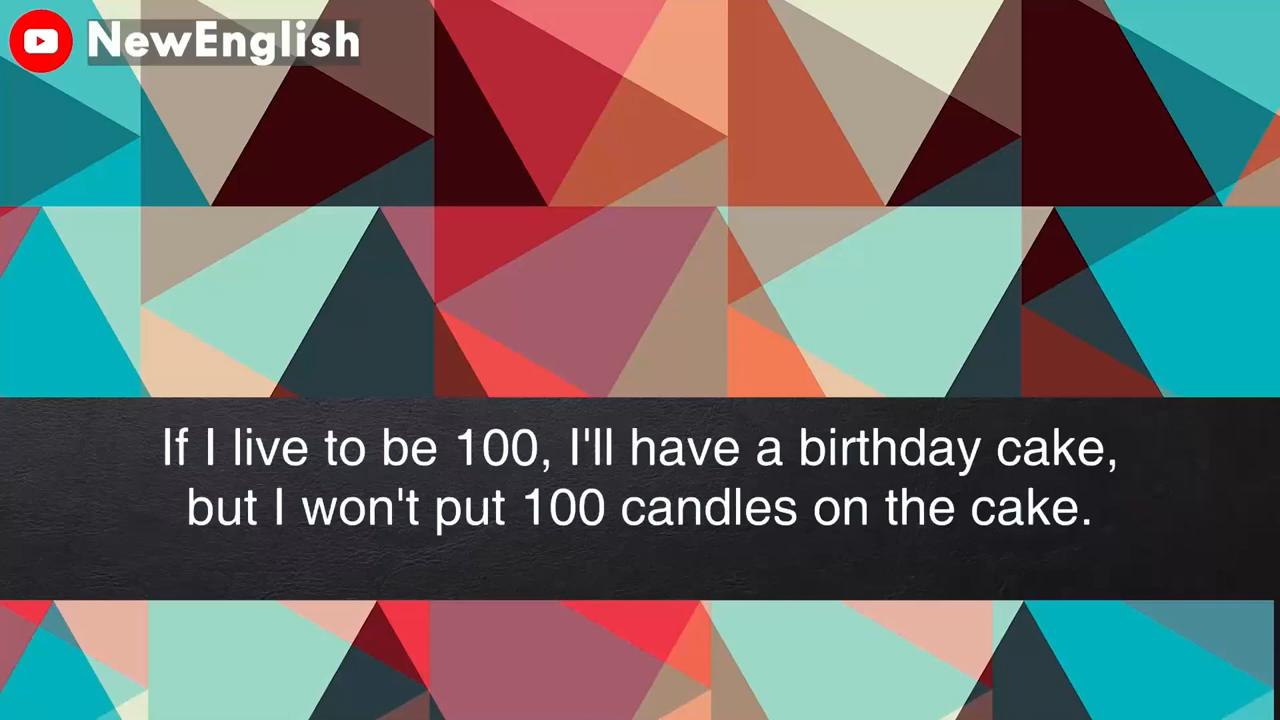 NewEnglish
If I live to be 100, I'll have a birthday cake,
but I won't put 100 candles on the cake.